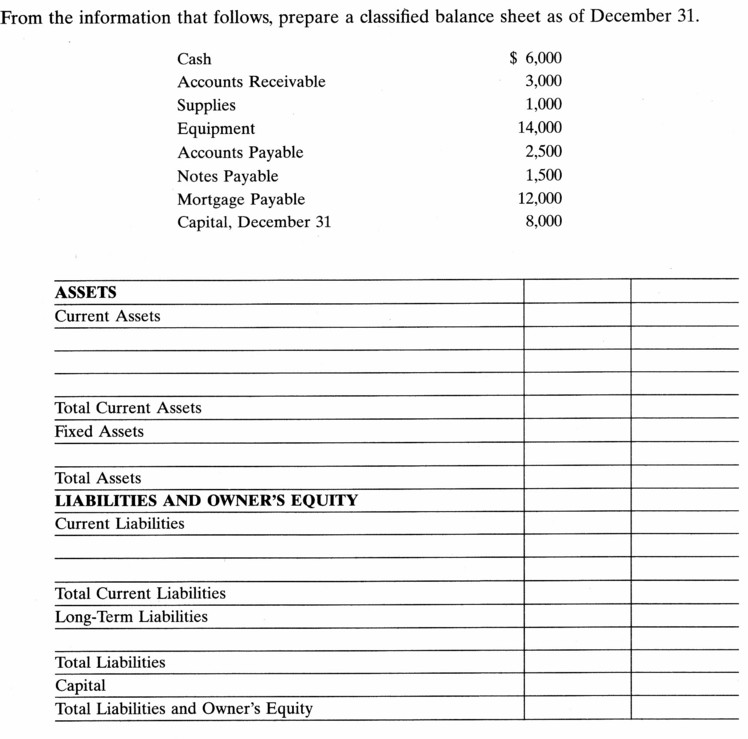 From the information that follows, prepare a classified balance sheet as of December 31.
Cash $ 6,000
Accounts Receivable 3,000
Supplies 1,000
Equipment 14,000
Accounts Payable 2,500
Notes Payable 1,500
Mortgage Payable 12,000
Capital, December 31 8,000
ASSETS
Current Assets
Total Current Assets
Fixed Assets
Total Assets
LIABILITIES AND OWNER'S EQUITY
Current Liabilities
Total Current Liabilities
Long-Term Liabilities
Total Liabilities
Capital
Total Liabilities and Owner's Equity